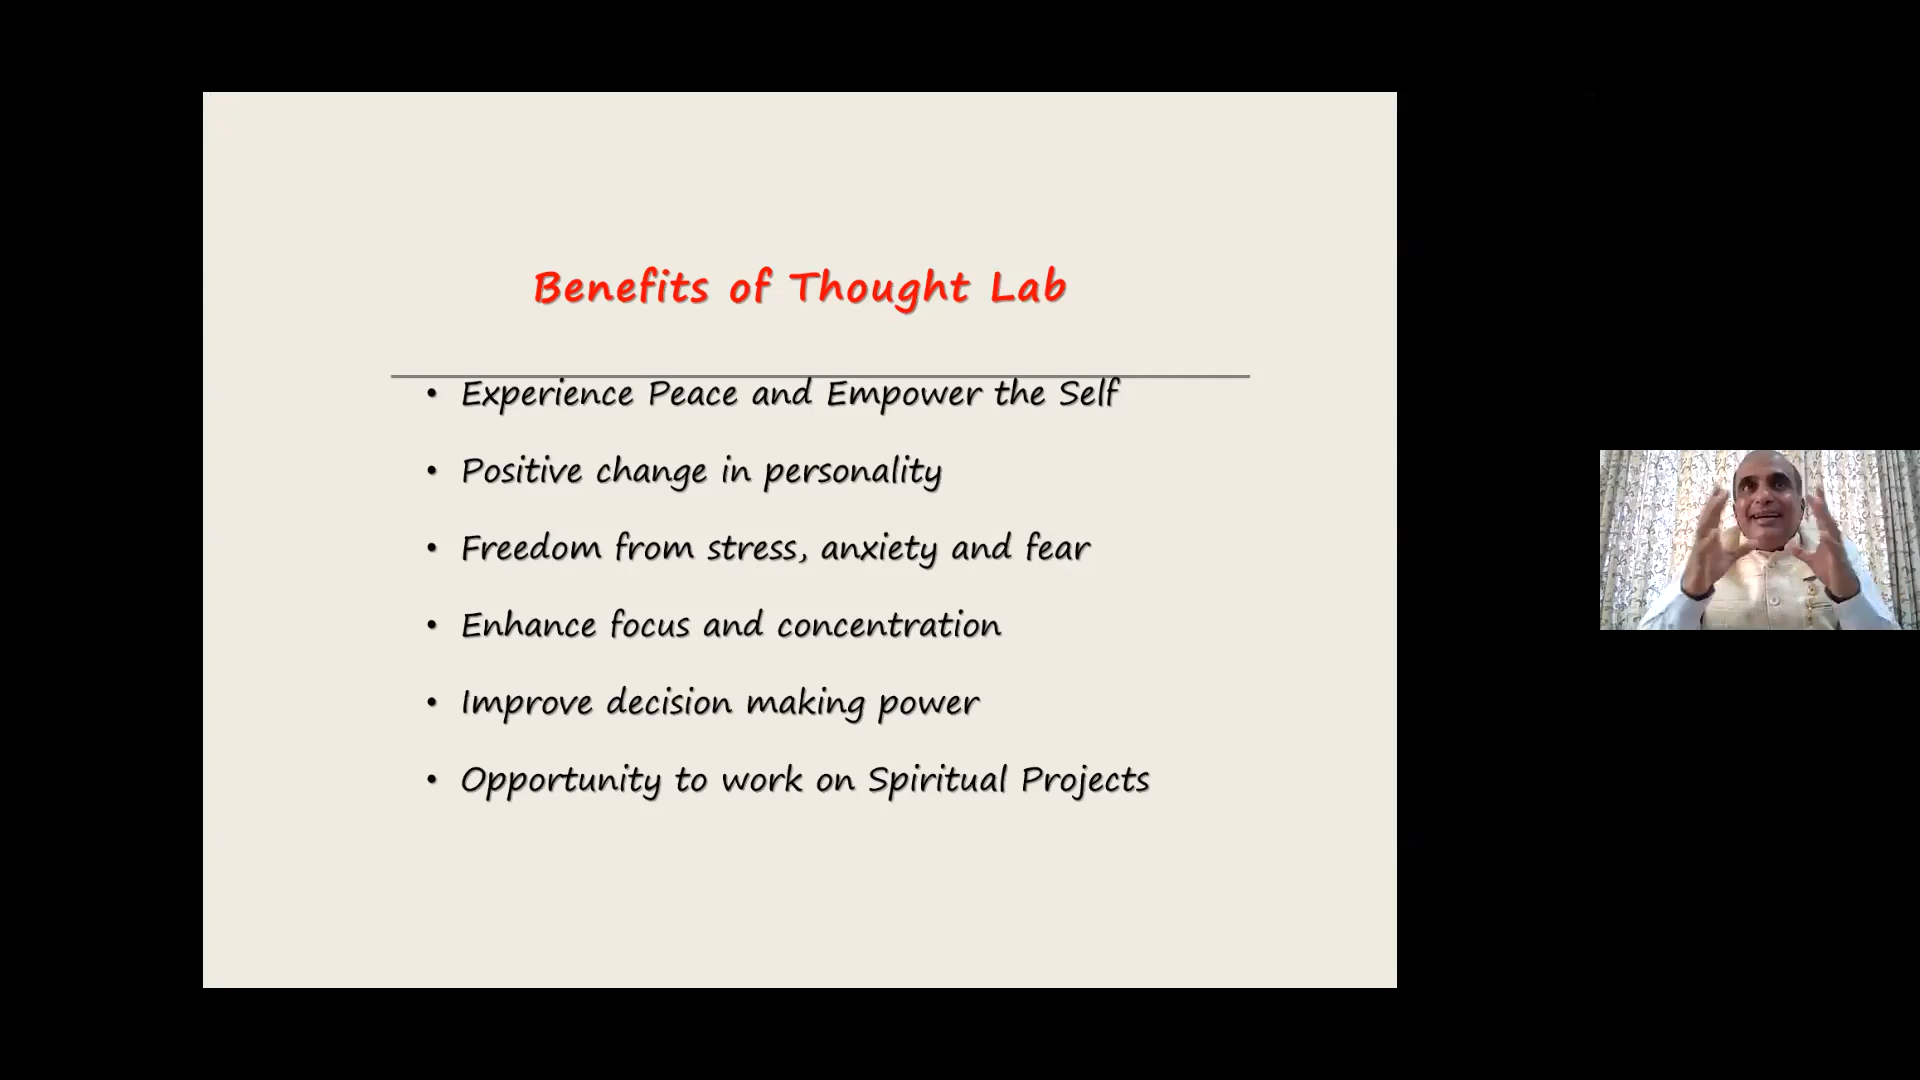 Benefits of Thought Lab
• Experience Peace and Empower the Self
• Positive change in personality
• Freedom from stress, anxiety and fear
• Enhance focus and concentration
• Improve decision making power
• Opportunity to work on Spiritual Projects